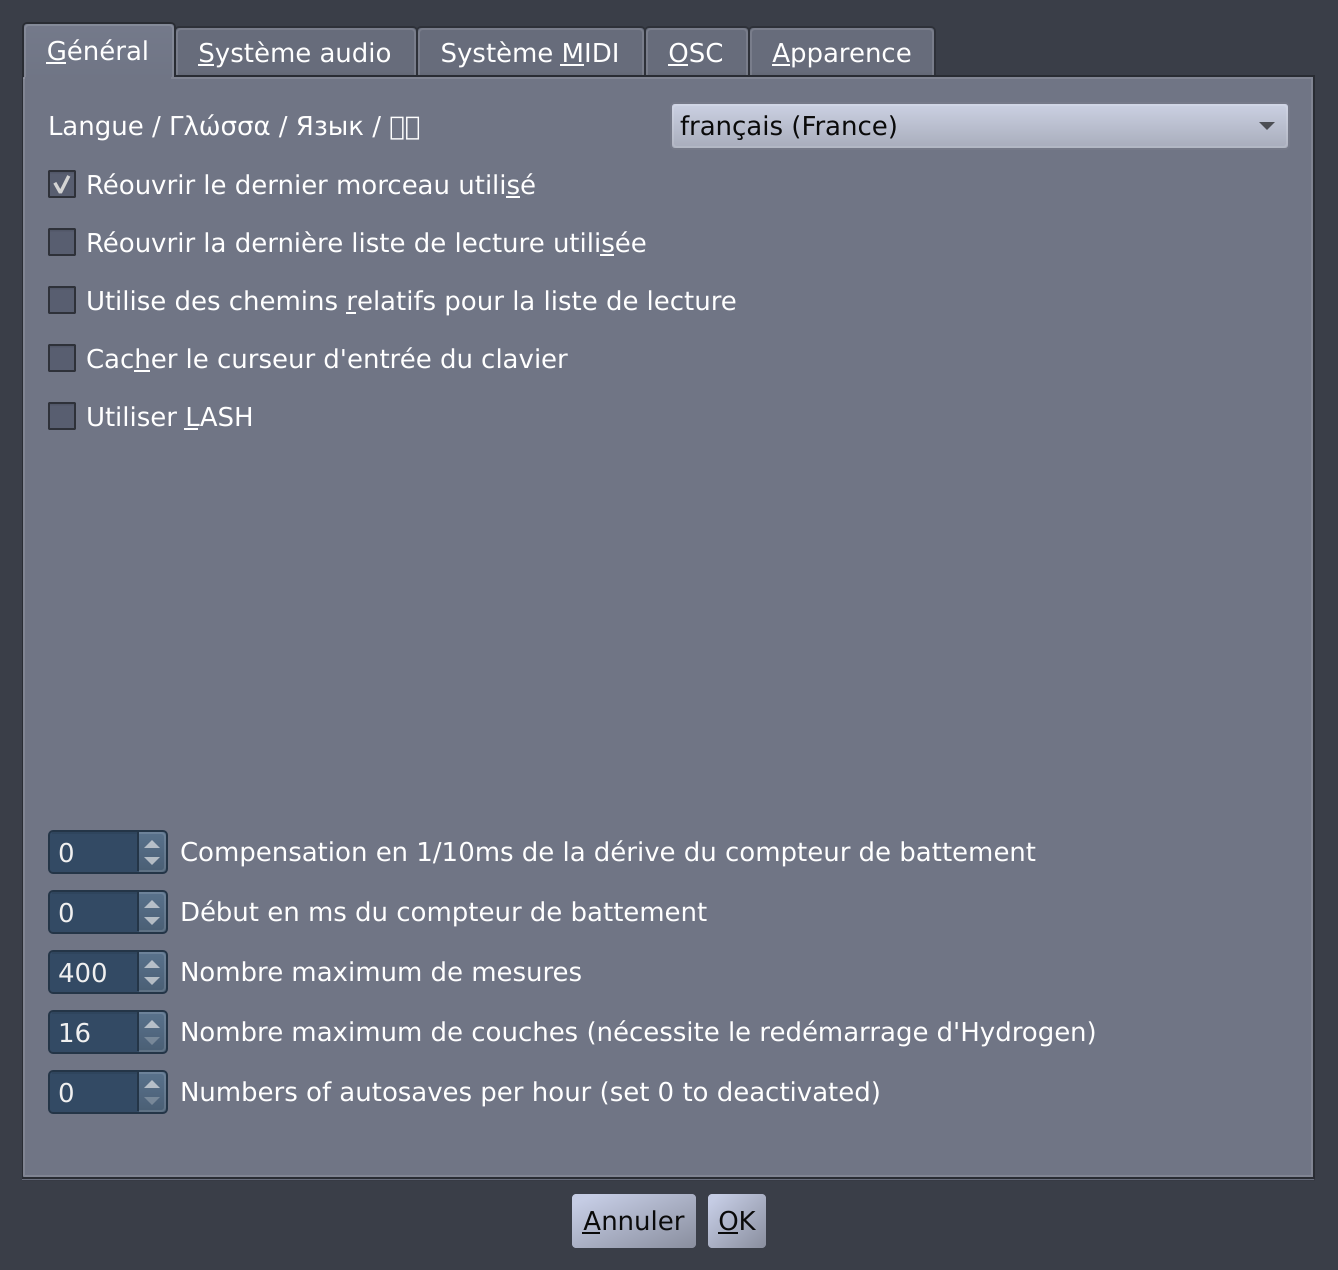 Général
Système audio
Système MIDI
OSC
Apparence
Langue / Γλώσσα / Язык /
français (France)
Réouvrir le dernier morceau utilisé
Réouvrir la dernière liste de lecture utilisée
Utilise des chemins relatifs pour la liste de lecture
Cacher le curseur d'entrée du clavier
Utiliser LASH
0 Compensation en 1/10ms de la dérive du compteur de battement
0 Début en ms du compteur de battement
400 Nombre maximum de mesures
16 Nombre maximum de couches (nécessite le redémarrage d'Hydrogen)
0 Numbers of autosaves per hour (set 0 to deactivated)
Annuler
OK